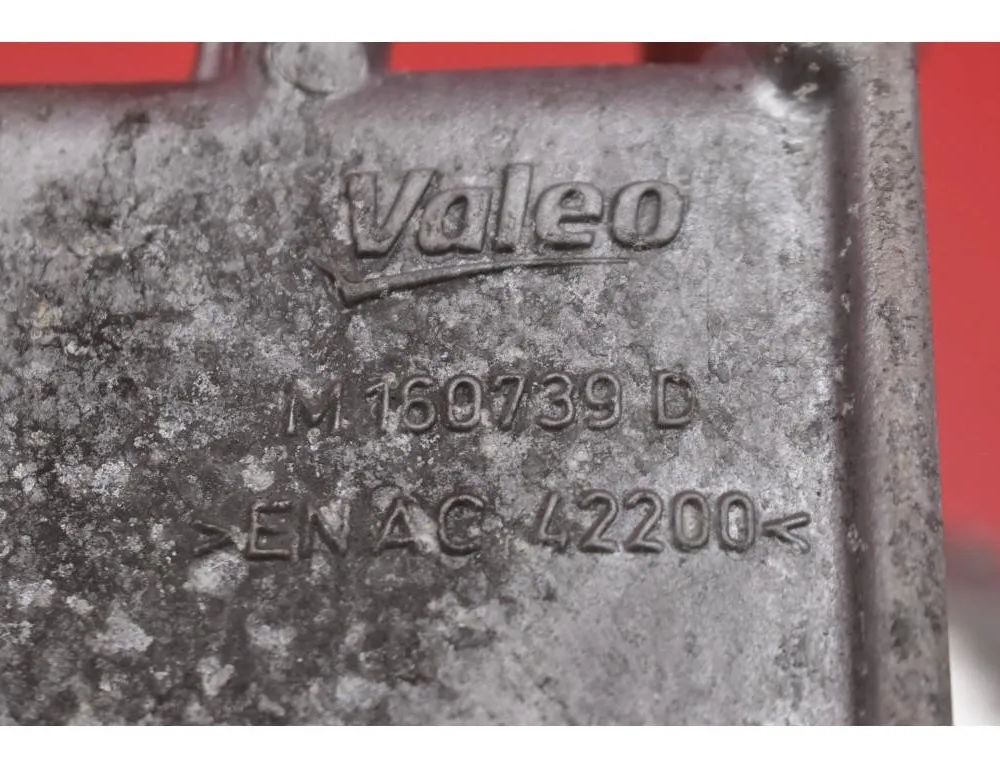 Valeo
M 160739 D
>EN AC 42200<